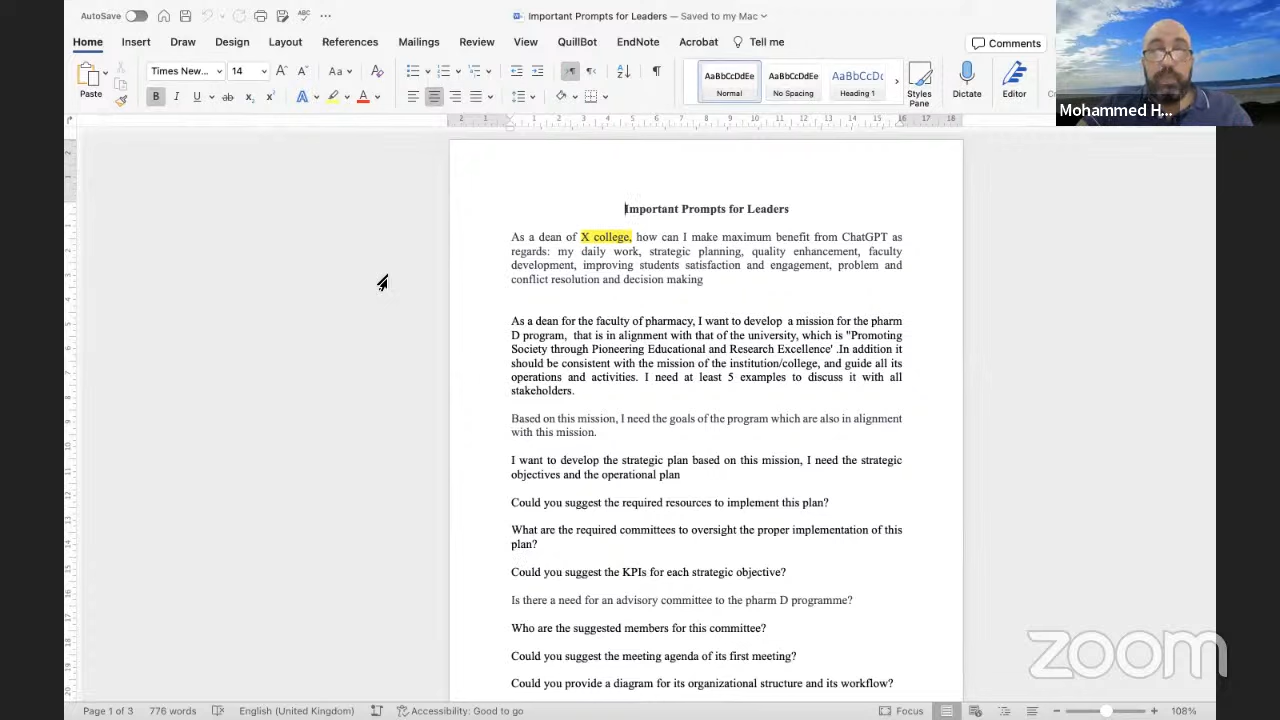 AutoSave
Important Prompts for Leaders — Saved to my Mac
Home Insert Draw Design Layout References Mailings Review View QuillBot EndNote Acrobat Tell me
Comments
Paste
Times New... 14
AaBbCcDdEe Normal
AaBbCcDdEe No Spacing
AaBbCcDc Heading 1
Styles Pane
Dictate
Editor
Mohammed H...
Important Prompts for Leaders
As a dean of X college, how can I make maximum benefit from ChatGPT as
regards: my daily work, strategic planning, quality enhancement, faculty
development, improving students satisfaction and engagement, problem and
conflict resolution and decision making
As a dean for the faculty of pharmacy, I want to develop a mission for the pharm
D program, that is in alignment with that of the university, which is "Promoting
Society through Pioneering Educational and Research Excellence' .In addition it
should be consistent with the mission of the institution/college, and guide all its
operations and activities. I need at least 5 examples to discuss it with all
stakeholders.
Based on this mission, I need the goals of the program which are also in alignment
with this mission.
I want to develop the strategic plan based on this mission, I need the strategic
objectives and the operational plan
Could you suggest the required resources to implement this plan?
What are the required committees to oversight the proper implementation of this
plan?
Could you suggest the KPIs for each strategic objective?
Is there a need for an advisory committee to the pharm D programme?
Who are the suggested members for this committee?
Could you suggest the meeting agenda of its first meeting?
Could you provide a diagram for its organizational structure and its workflow?
zoom
Page 1 of 3 776 words English (United Kingdom) Accessibility: Good to go Focus 108%